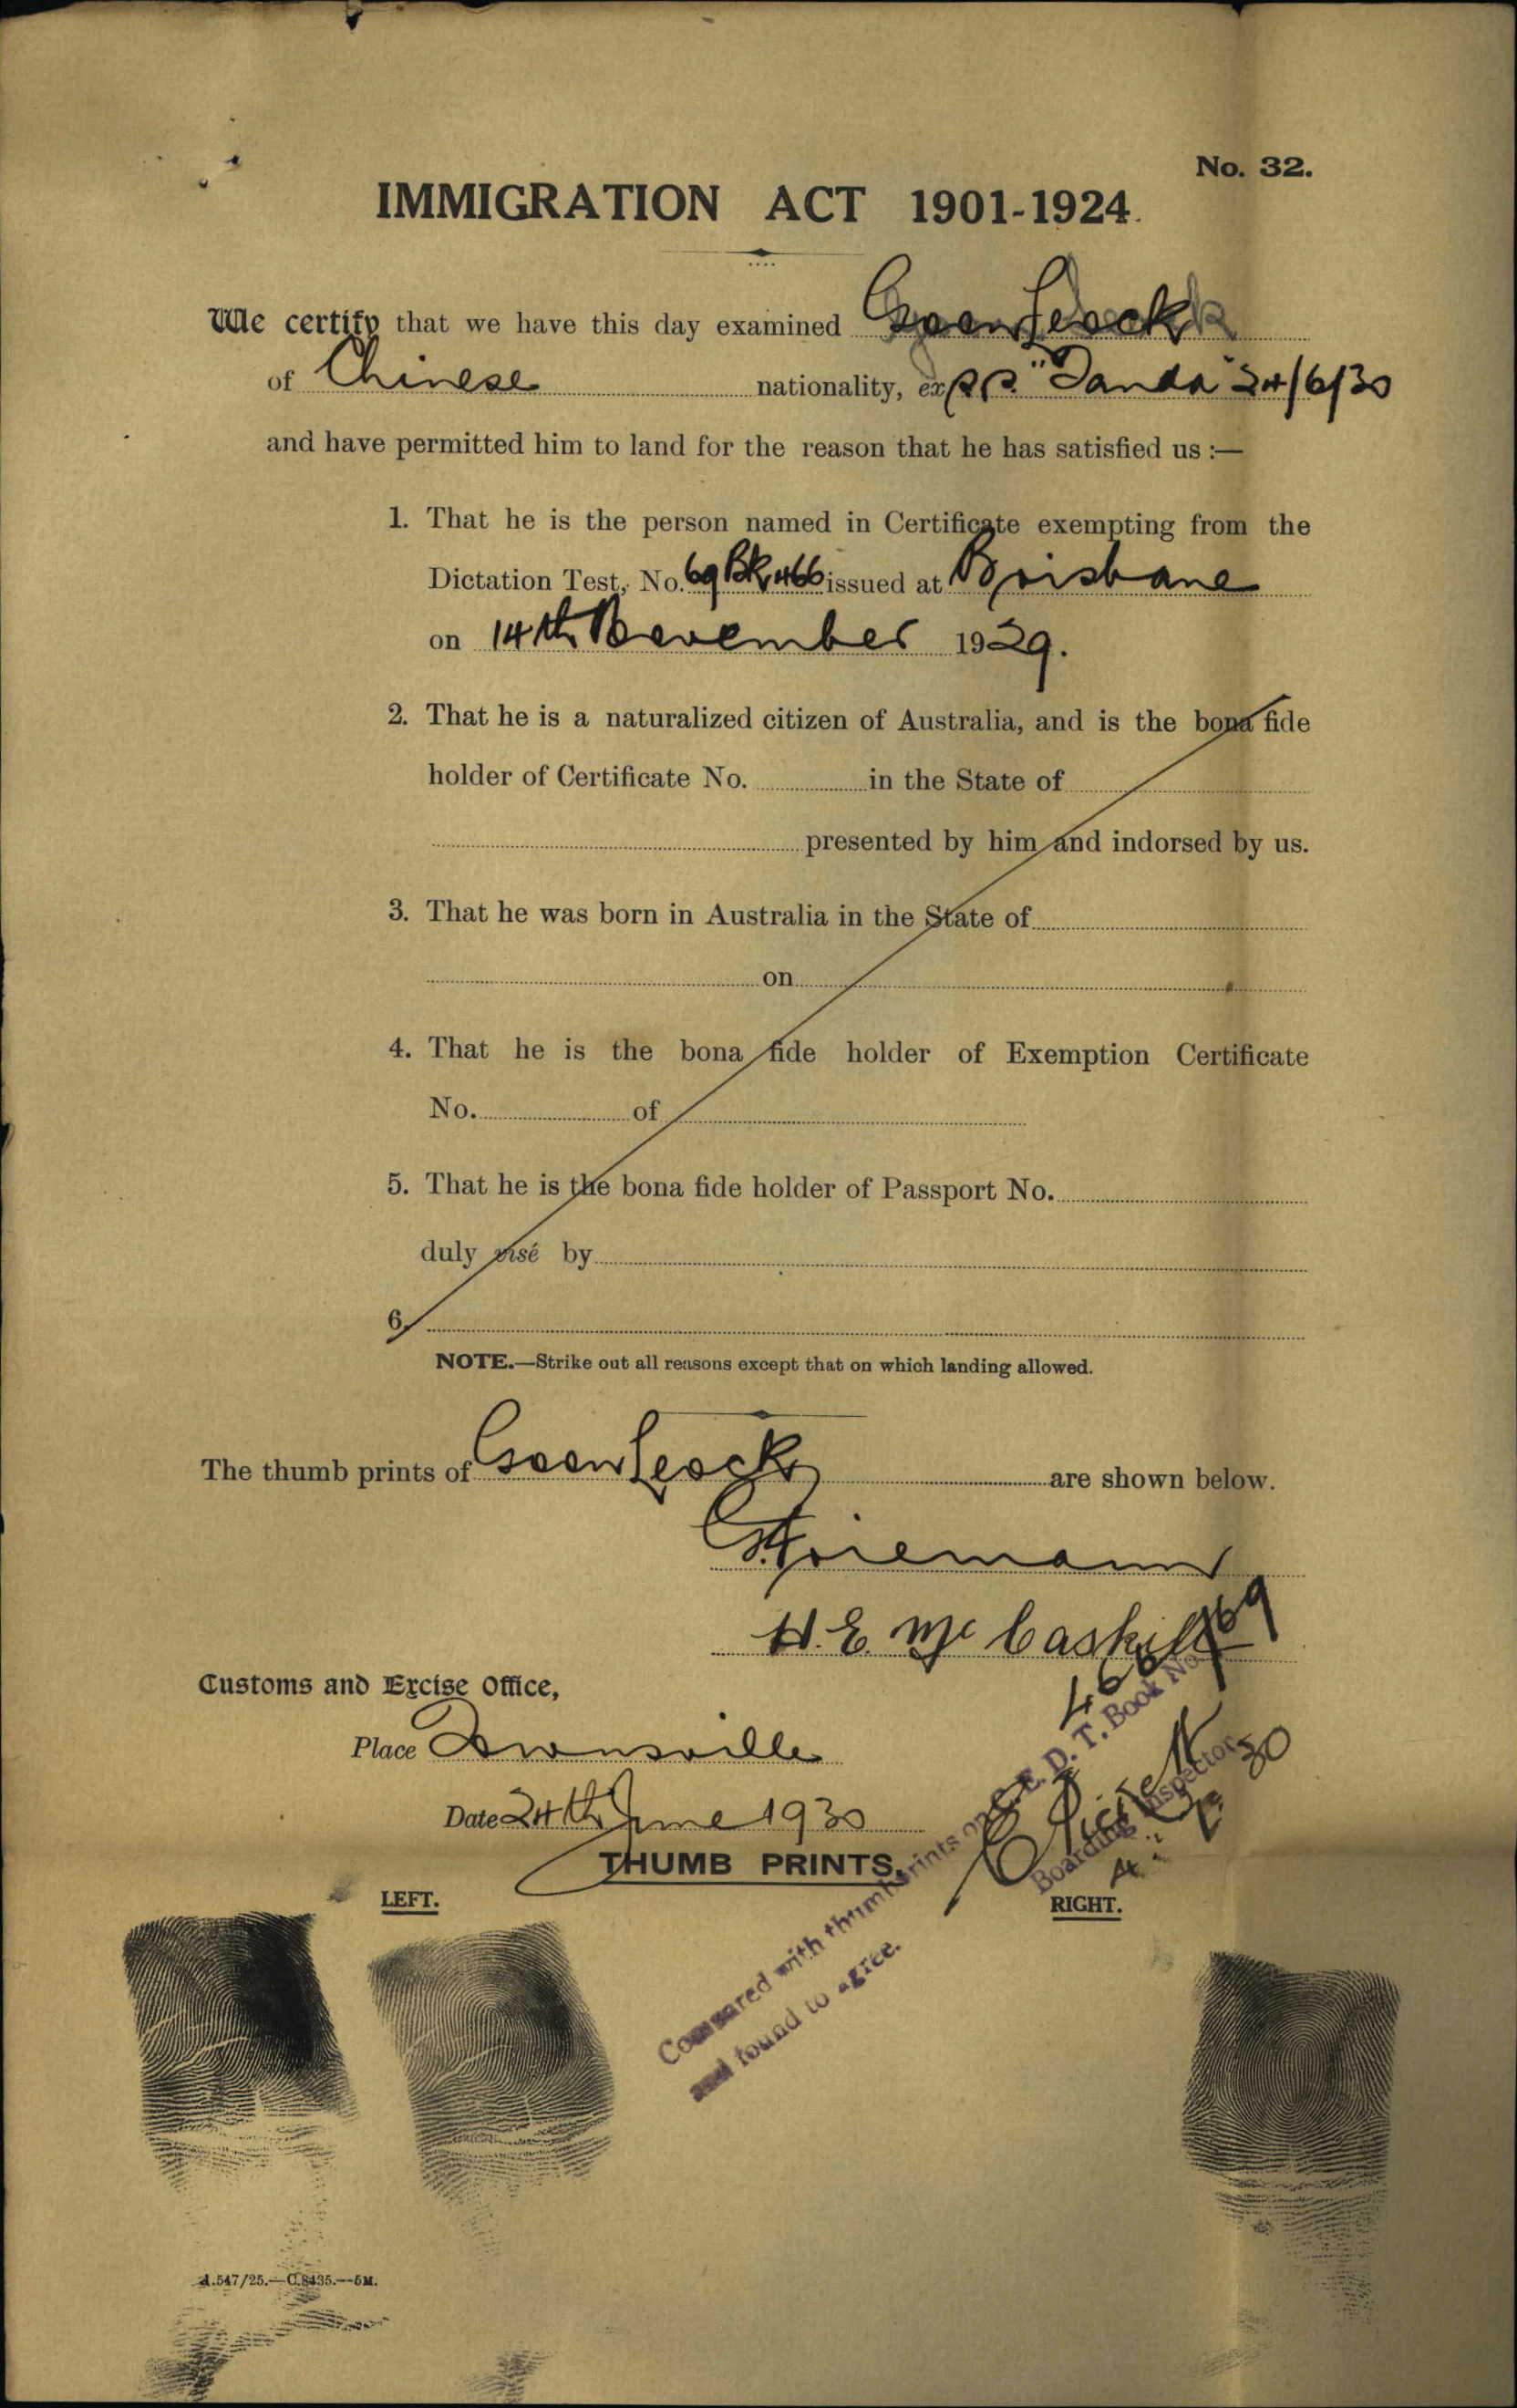 No. 32.
IMMIGRATION ACT 1901-1924.
We certify that we have this day examined Goon Leock
of Chinese nationality, ex s.s. "Tanda" 24/6/30
and have permitted him to land for the reason that he has satisfied us :—
1. That he is the person named in Certificate exempting from the
Dictation Test, No. 69 Bk 466 issued at Brisbane
on 14th November 1929.
2. That he is a naturalized citizen of Australia, and is the bona fide
holder of Certificate No. in the State of
presented by him and indorsed by us.
3. That he was born in Australia in the State of
on
4. That he is the bona fide holder of Exemption Certificate
No. of
5. That he is the bona fide holder of Passport No.
duly visé by
6.
NOTE.—Strike out all reasons except that on which landing allowed.
The thumb prints of Goon Leock are shown below.
H. E. McCaskill
Customs and Excise Office,
Place Townsville
Date 24th June 1930
THUMB PRINTS.
LEFT.
RIGHT.
Compared with thumb prints on C. E. D. T. Book No. 466/69
and found to agree.
Boarding Inspector
30
A.547/25.—C.8435.—5M.